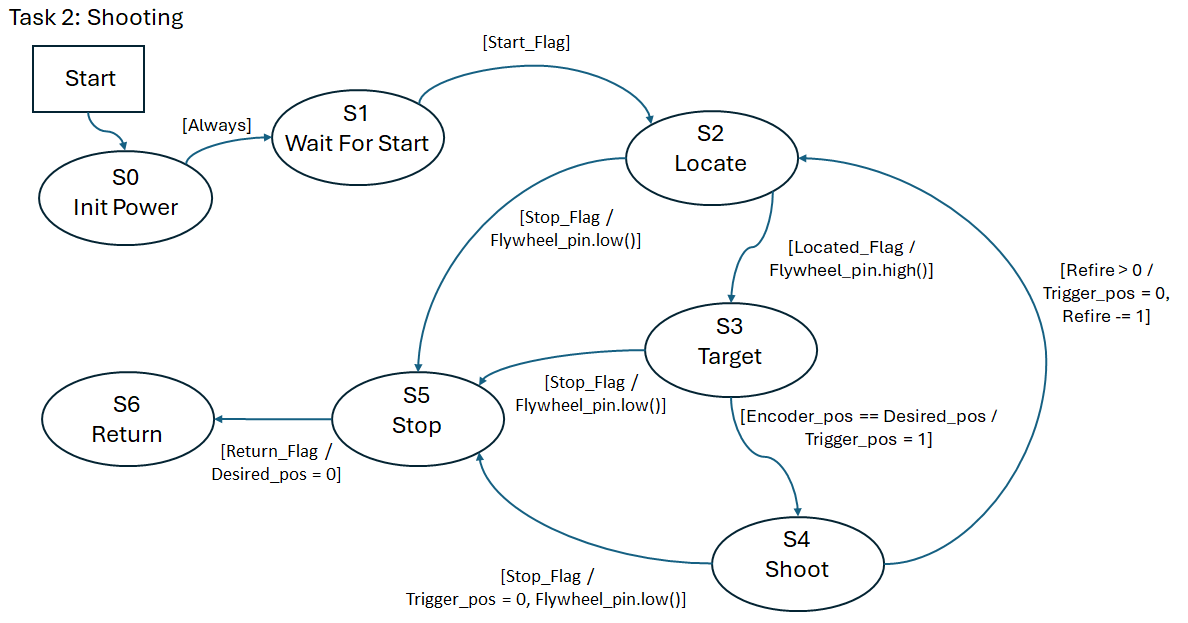 Task 2: Shooting
Start
[Always]
S0
Init Power
S1
Wait For Start
[Start_Flag]
S2
Locate
[Stop_Flag /
Flywheel_pin.low()]
[Located_Flag /
Flywheel_pin.high()]
[Refire > 0 /
Trigger_pos = 0,
Refire -= 1]
S3
Target
[Stop_Flag /
Flywheel_pin.low()]
[Encoder_pos == Desired_pos /
Trigger_pos = 1]
S5
Stop
S6
Return
[Return_Flag /
Desired_pos = 0]
S4
Shoot
[Stop_Flag /
Trigger_pos = 0, Flywheel_pin.low()]